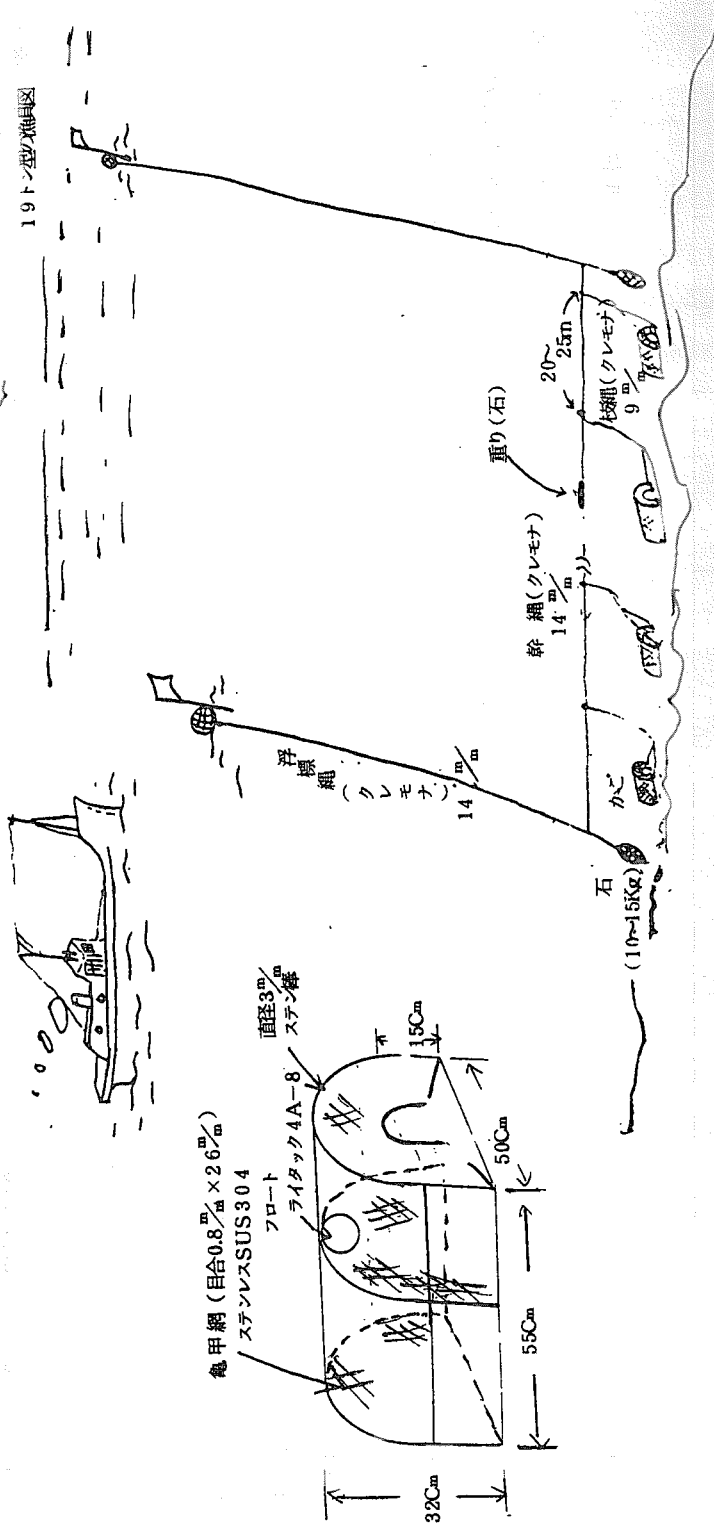 19トン型の漁具図
浮標縄(クレモナ)
14 m/m
幹縄(クレモナ)
14 m/m
重り(石)
20~
25m
枝縄(クレモナ)
9 m/m
かご
石
(10~15Kg)
亀甲網(目合0.8m/m×26m/m)
ステンレスSUS304
フロート
ライタック4A-8
直径3m/m
ステン棒
15Cm
50Cm
55Cm
32Cm